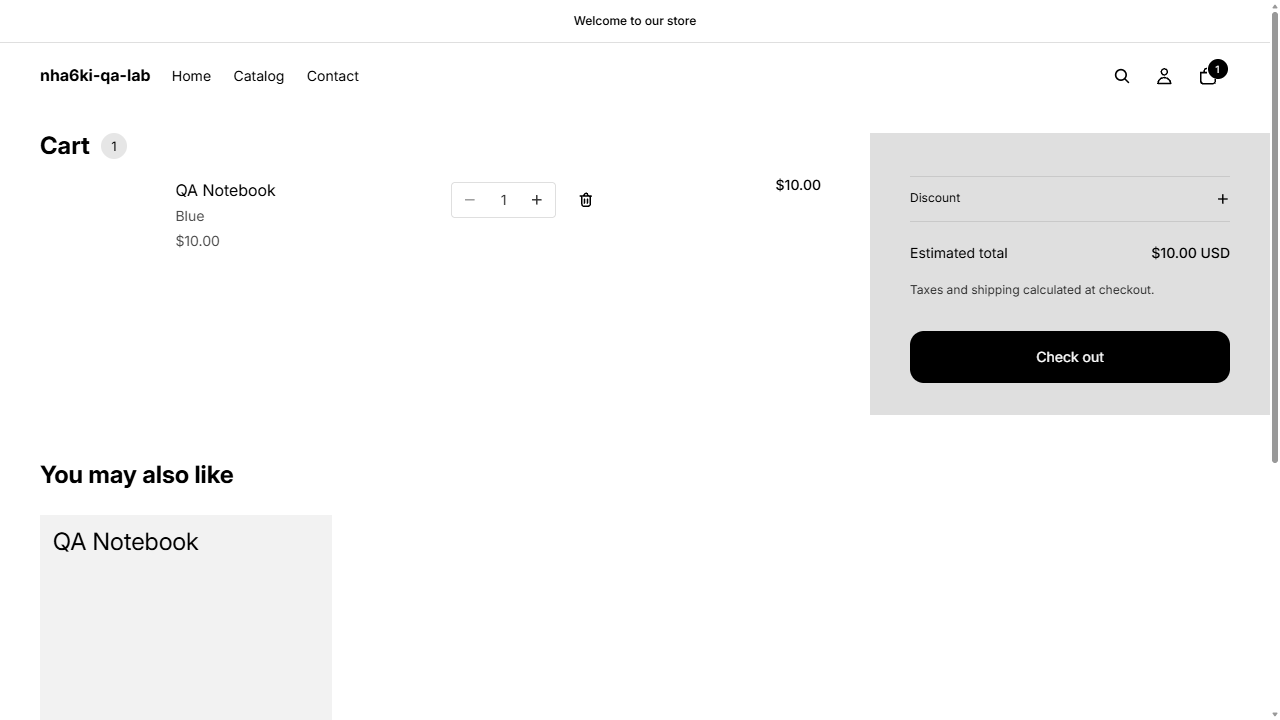 Welcome to our store
nha6ki-qa-lab Home Catalog Contact 1
Cart 1
QA Notebook
Blue
$10.00
1
$10.00
Discount
Estimated total $10.00 USD
Taxes and shipping calculated at checkout.
Check out
You may also like
QA Notebook